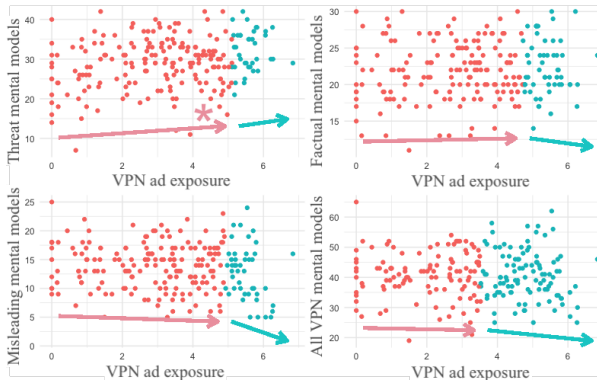 Threat mental models
40
30
20
10
0 2 4 6
VPN ad exposure
Factual mental models
30
25
20
15
0 2 4 6
VPN ad exposure
Misleading mental models
25
20
15
10
5
0
0 2 4 6
VPN ad exposure
All VPN mental models
60
50
40
30
20
0 2 4 6
VPN ad exposure
*